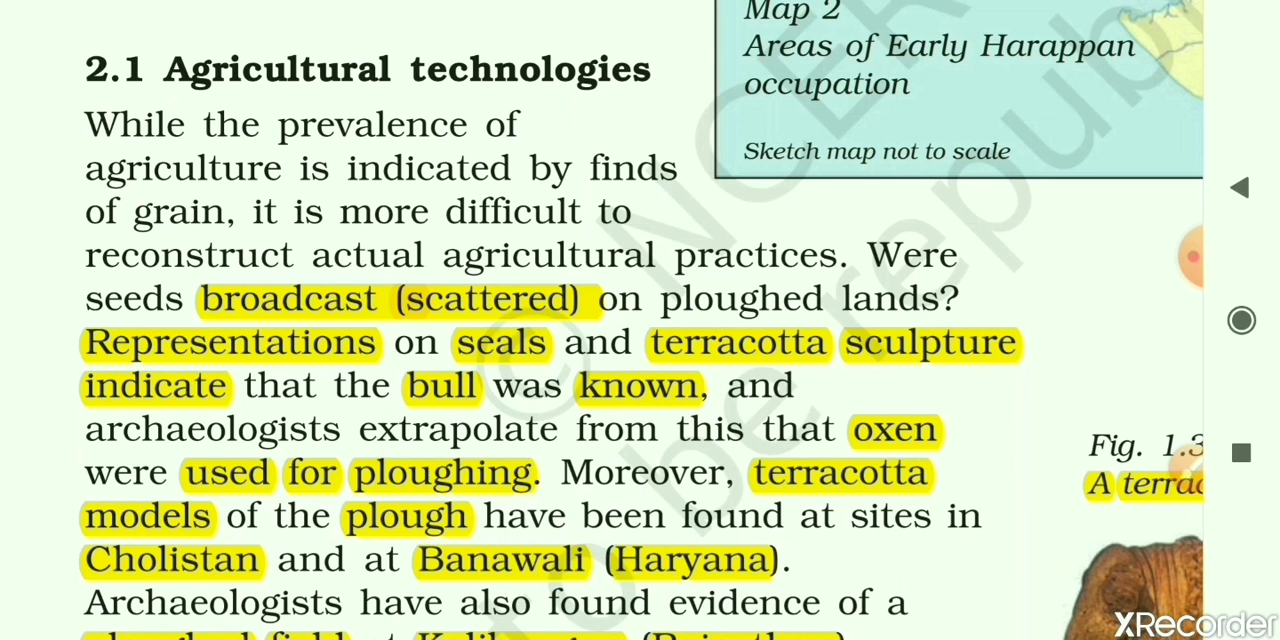 Map 2
Areas of Early Harappan
occupation
Sketch map not to scale
2.1 Agricultural technologies
While the prevalence of
agriculture is indicated by finds
of grain, it is more difficult to
reconstruct actual agricultural practices. Were
seeds broadcast (scattered) on ploughed lands?
Representations on seals and terracotta sculpture
indicate that the bull was known, and
archaeologists extrapolate from this that oxen
were used for ploughing. Moreover, terracotta
models of the plough have been found at sites in
Cholistan and at Banawali (Haryana).
Archaeologists have also found evidence of a
Fig. 1.3
A
XRecorder